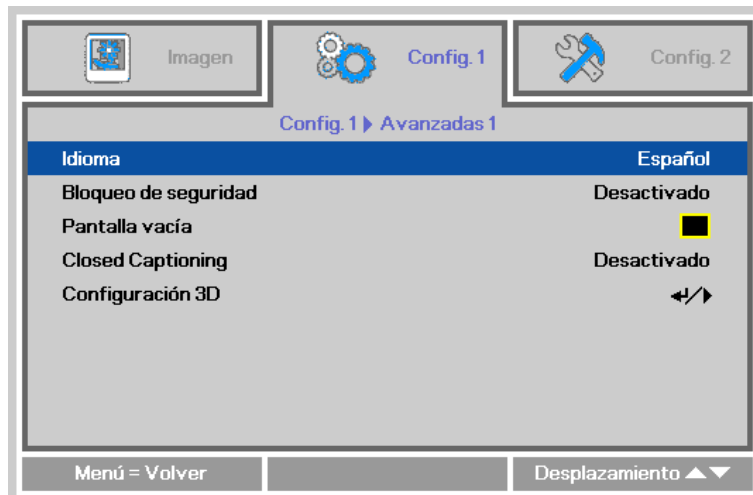 Imagen
Config. 1
Config. 2
Config. 1 Avanzadas 1
Idioma Español
Bloqueo de seguridad Desactivado
Pantalla vacía
Closed Captioning Desactivado
Configuración 3D
Menú = Volver
Desplazamiento